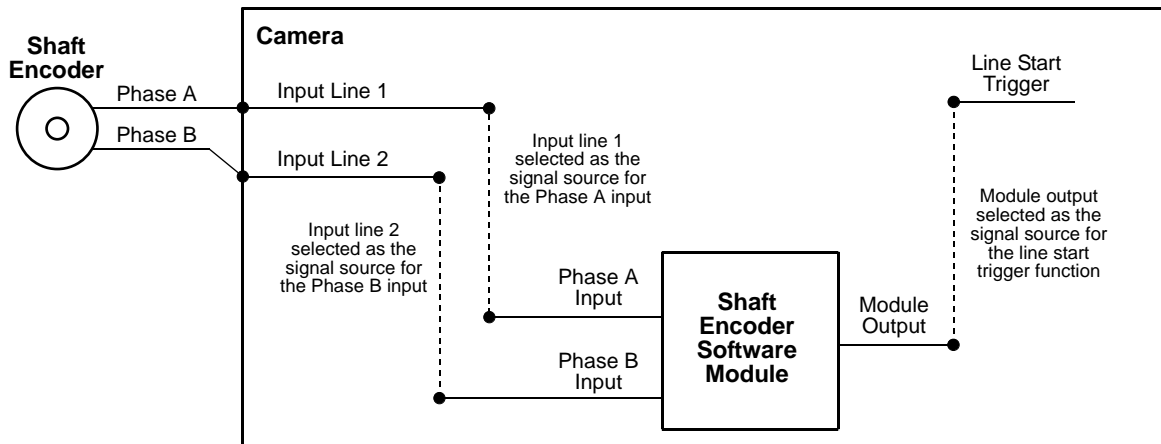 Camera
Shaft
Encoder
Phase A
Phase B
Input Line 1
Input Line 2
Input line 1
selected as the
signal source for
the Phase A input
Input line 2
selected as the
signal source for
the Phase B input
Line Start
Trigger
Module output
selected as the
signal source for
the line start
trigger function
Phase A
Input
Phase B
Input
Shaft
Encoder
Software
Module
Module
Output